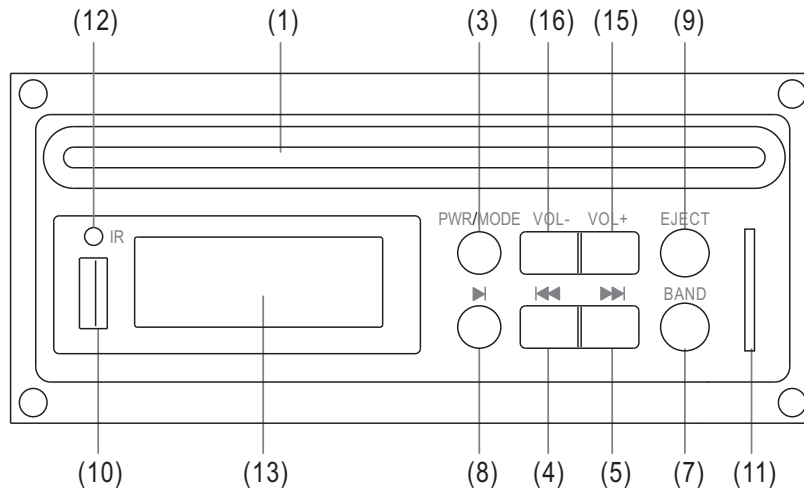 (12) (1) (3) (16) (15) (9)
PWR/MODE VOL- VOL+ EJECT
IR
BAND
(10) (13) (8) (4) (5) (7) (11)